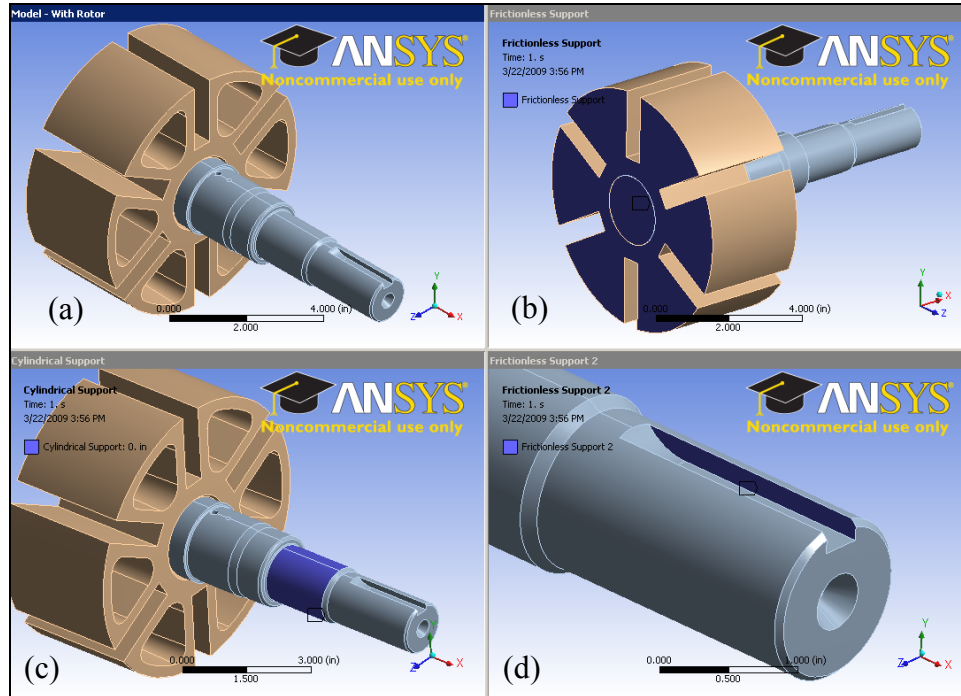 Model - With Rotor
ANSYS®
Noncommercial use only
0.000
4.000 (in)
2.000
Y
Z
X
(a)
Frictionless Support
Frictionless Support
Time: 1. s
3/22/2009 3:56 PM
Frictionless Support
ANSYS®
Noncommercial use only
0.000
4.000 (in)
2.000
Y
X
Z
(b)
Cylindrical Support
Cylindrical Support
Time: 1. s
3/22/2009 3:56 PM
Cylindrical Support: 0. in
ANSYS®
Noncommercial use only
0.000
3.000 (in)
1.500
Y
Z
X
(c)
Frictionless Support 2
Frictionless Support 2
Time: 1. s
3/22/2009 3:56 PM
Frictionless Support 2
ANSYS®
Noncommercial use only
0.000
1.000 (in)
0.500
Y
Z
X
(d)